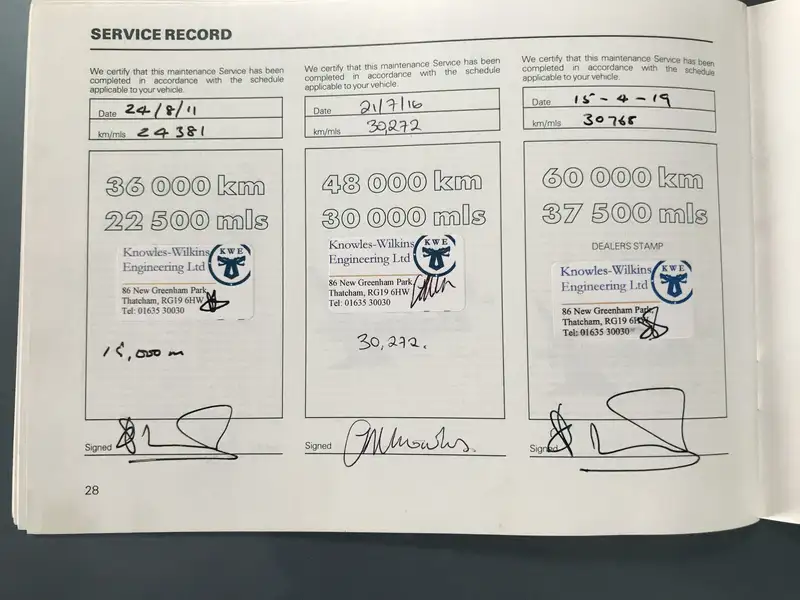 SERVICE RECORD
We certify that this maintenance Service has been
completed in accordance with the schedule
applicable to your vehicle.
Date 24/8/11
km/mls 24381
36 000 km
22 500 mls
Knowles-Wilkins
Engineering Ltd
KWE
86 New Greenham Park,
Thatcham, RG19 6HW
Tel: 01635 30030
15,000 m
Signed
We certify that this maintenance Service has been
completed in accordance with the schedule
applicable to your vehicle.
Date 21/7/16
km/mls 30,272
48 000 km
30 000 mls
Knowles-Wilkins
Engineering Ltd
KWE
86 New Greenham Park,
Thatcham, RG19 6HW
Tel: 01635 30030
30,272.
Signed
We certify that this maintenance Service has been
completed in accordance with the schedule
applicable to your vehicle.
Date 15-4-19
km/mls 30765
60 000 km
37 500 mls
DEALERS STAMP
Knowles-Wilkins
Engineering Ltd
KWE
86 New Greenham Park,
Thatcham, RG19 6HW
Tel: 01635 30030
Signed
28